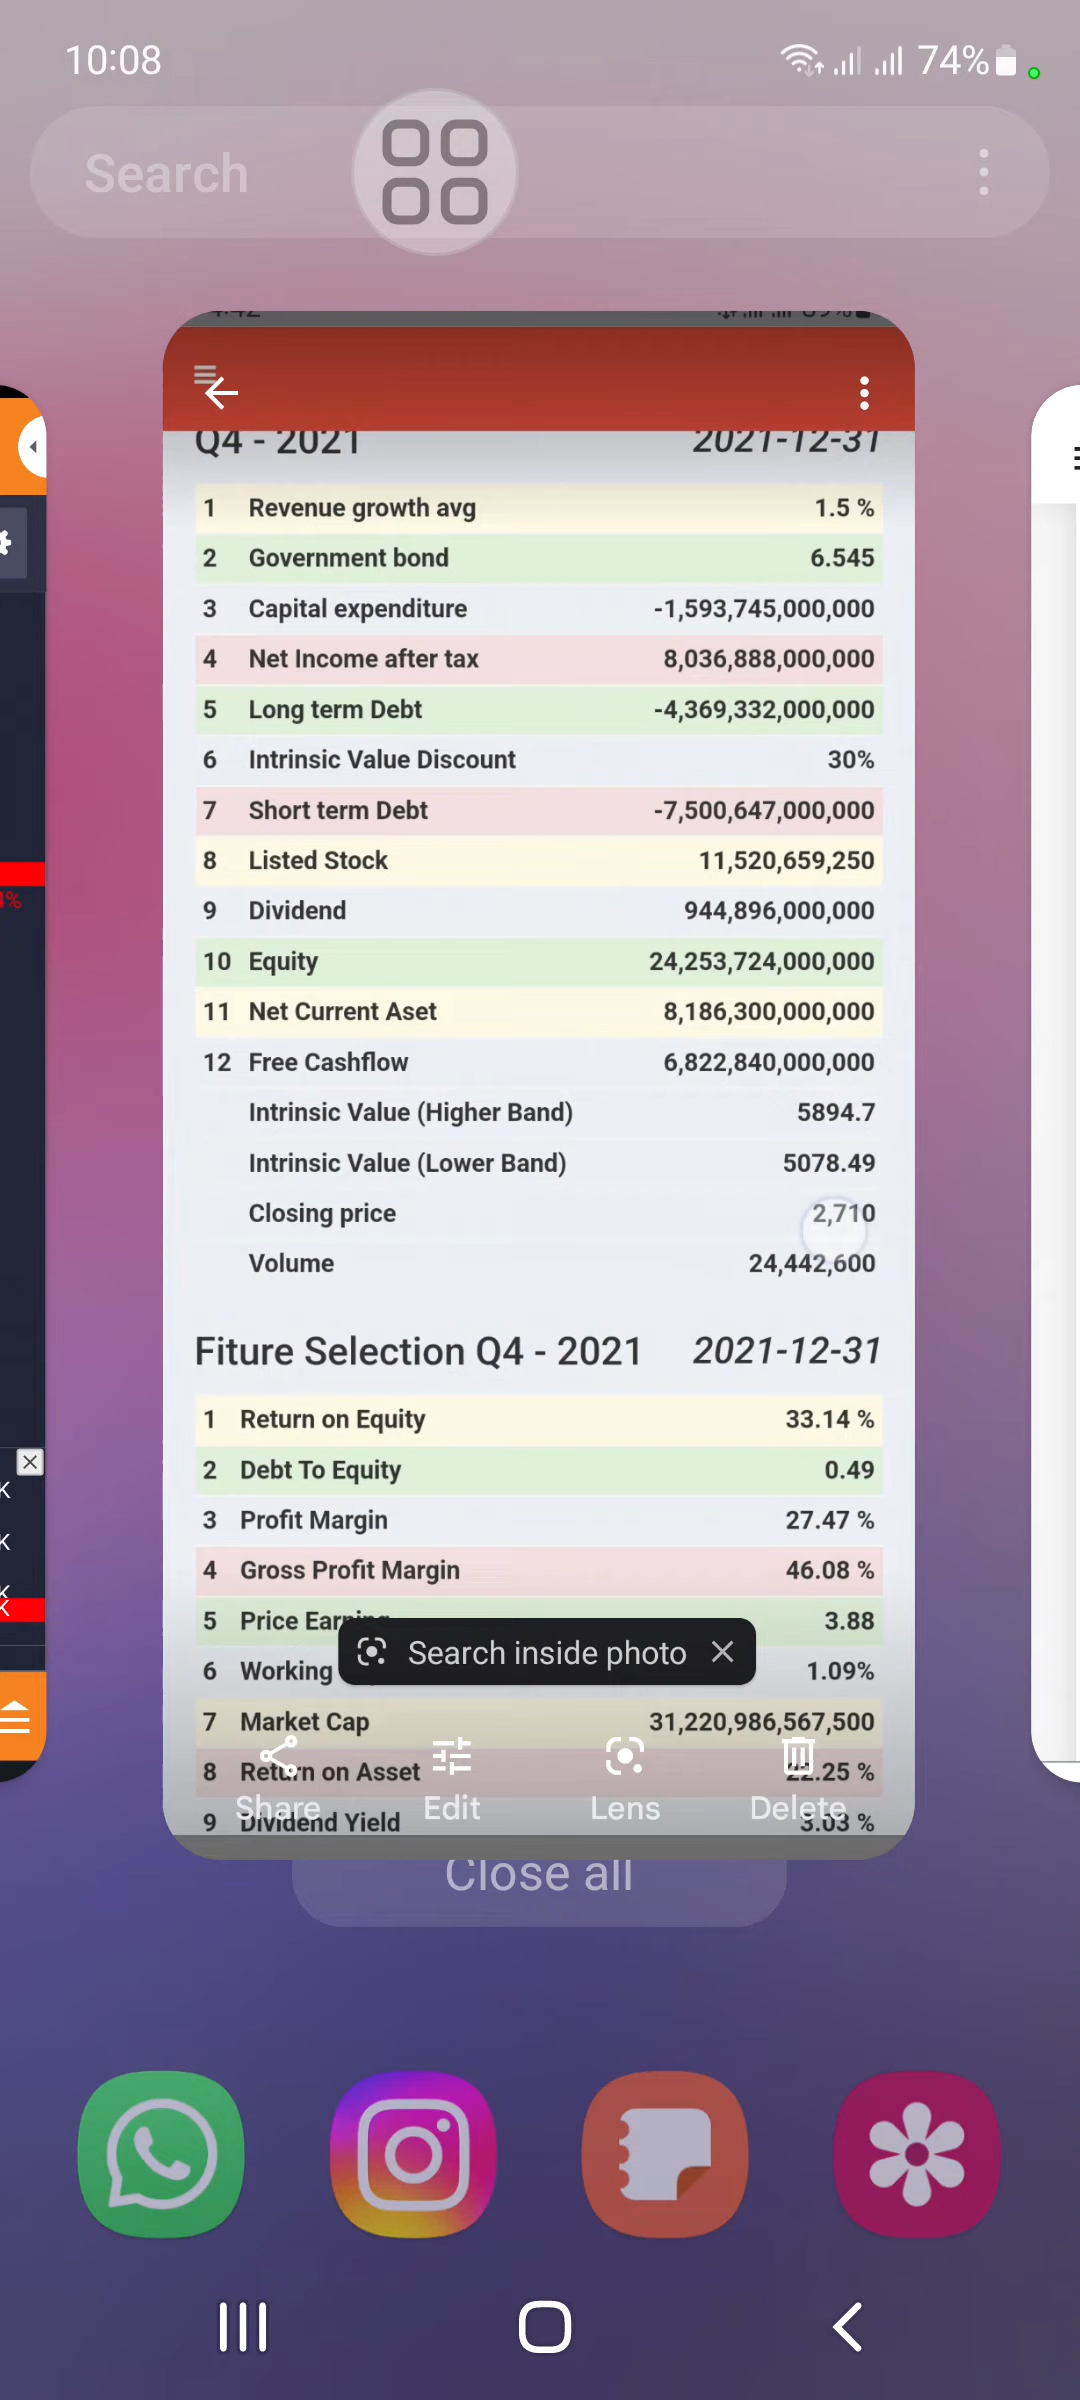 10:08 74%
Search
Q4 - 2021 2021-12-31
1 Revenue growth avg 1.5 %
2 Government bond 6.545
3 Capital expenditure -1,593,745,000,000
4 Net Income after tax 8,036,888,000,000
5 Long term Debt -4,369,332,000,000
6 Intrinsic Value Discount 30%
7 Short term Debt -7,500,647,000,000
8 Listed Stock 11,520,659,250
9 Dividend 944,896,000,000
10 Equity 24,253,724,000,000
11 Net Current Aset 8,186,300,000,000
12 Free Cashflow 6,822,840,000,000
Intrinsic Value (Higher Band) 5894.7
Intrinsic Value (Lower Band) 5078.49
Closing price 2,710
Volume 24,442,600
Fiture Selection Q4 - 2021 2021-12-31
1 Return on Equity 33.14 %
2 Debt To Equity 0.49
3 Profit Margin 27.47 %
4 Gross Profit Margin 46.08 %
5 Price 3.88
Search inside photo
6 Working 1.09%
7 Market Cap 31,220,986,567,500
8 Return on Asset 22.25 %
Share Edit Lens Delete
9 Dividend Yield 3.03 %
Close all
K
K
K
K